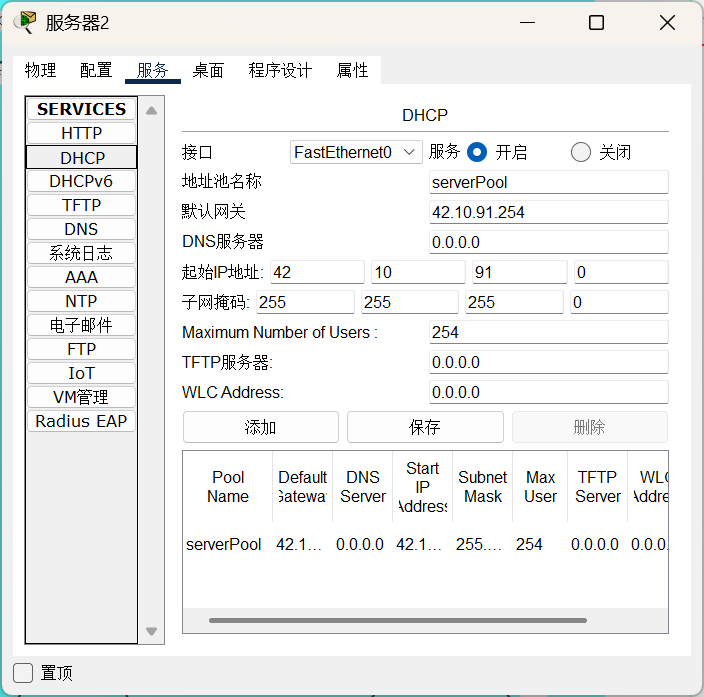 服务器2
物理 配置 服务 桌面 程序设计 属性
SERVICES
HTTP
DHCP
DHCPv6
TFTP
DNS
系统日志
AAA
NTP
电子邮件
FTP
IoT
VM管理
Radius EAP
DHCP
接口 FastEthernet0 服务 开启 关闭
地址池名称 serverPool
默认网关 42.10.91.254
DNS服务器 0.0.0.0
起始IP地址: 42 10 91 0
子网掩码: 255 255 255 0
Maximum Number of Users : 254
TFTP服务器: 0.0.0.0
WLC Address: 0.0.0.0
添加 保存 删除
Pool Name Default Gateway DNS Server Start IP Address Subnet Mask Max User TFTP Server WLC Addre
serverPool 42.1... 0.0.0.0 42.1... 255.... 254 0.0.0.0 0.0.0.
置顶